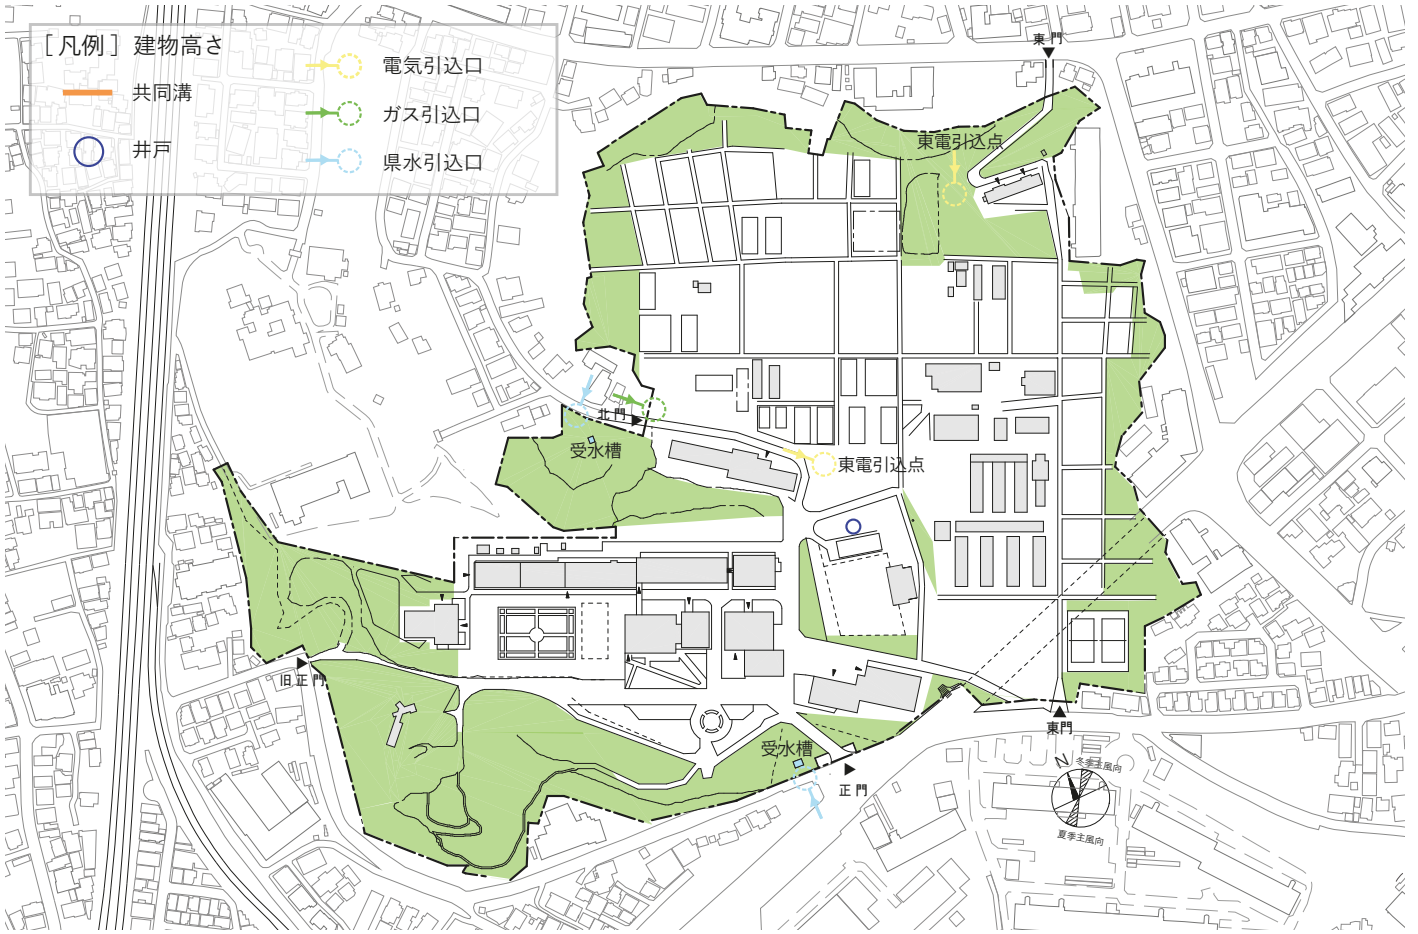 ［凡例］建物高さ
共同溝
井戸
電気引込口
ガス引込口
県水引込口
東門
東電引込点
北門
受水槽
東電引込点
旧正門
受水槽
正門
東門
N
冬季主風向
夏季主風向